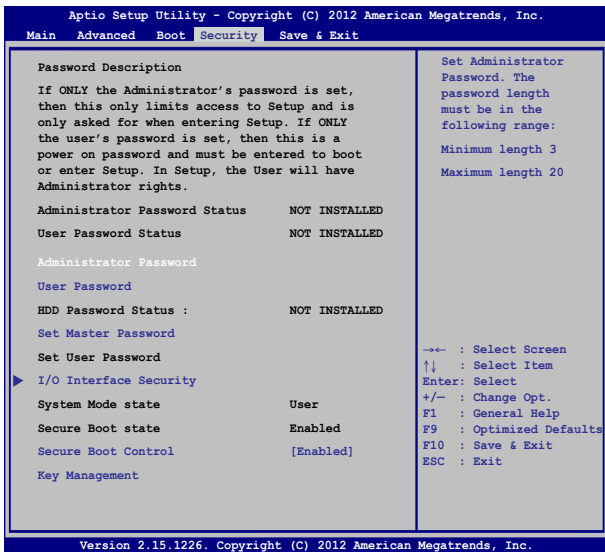 Aptio Setup Utility - Copyright (C) 2012 American Megatrends, Inc.
Main Advanced Boot Security Save & Exit
Password Description
If ONLY the Administrator's password is set,
then this only limits access to Setup and is
only asked for when entering Setup. If ONLY
the user's password is set, then this is a
power on password and must be entered to boot
or enter Setup. In Setup, the User will have
Administrator rights.
Administrator Password Status NOT INSTALLED
User Password Status NOT INSTALLED
Administrator Password
User Password
HDD Password Status : NOT INSTALLED
Set Master Password
Set User Password
I/O Interface Security
System Mode state User
Secure Boot state Enabled
Secure Boot Control [Enabled]
Key Management
Set Administrator
Password. The
password length
must be in the
following range:
Minimum length 3
Maximum length 20
→← : Select Screen
↑↓ : Select Item
Enter: Select
+/— : Change Opt.
F1 : General Help
F9 : Optimized Defaults
F10 : Save & Exit
ESC : Exit
Version 2.15.1226. Copyright (C) 2012 American Megatrends, Inc.